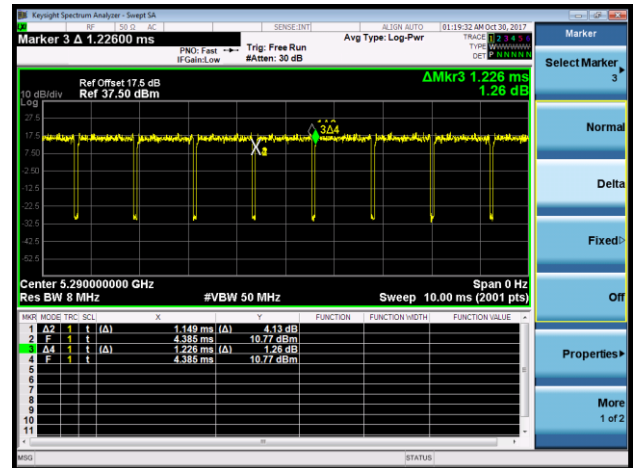 Keysight Spectrum Analyzer - Swept SA
RF 50 Ω AC SENSE:INT ALIGN AUTO 01:19:32 AM Oct 30, 2017
Marker 3 Δ 1.22600 ms
PNO: Fast
IFGain:Low
Trig: Free Run
#Atten: 30 dB
Avg Type: Log-Pwr
TRACE 1 2 3 4 5 6
TYPE WWWWWW
DET P NNNNN
Marker
Select Marker
3
Normal
Delta
Fixed
Off
Properties
More
1 of 2
ΔMkr3 1.226 ms
1.26 dB
Ref Offset 17.5 dB
10 dB/div Ref 37.50 dBm
Log
27.5
17.5
7.50
-2.50
-12.5
-22.5
-32.5
-42.5
-52.5
3Δ4
Center 5.290000000 GHz Span 0 Hz
Res BW 8 MHz #VBW 50 MHz Sweep 10.00 ms (2001 pts)
MKR MODE TRC SCL X Y FUNCTION FUNCTION WIDTH FUNCTION VALUE
1 Δ2 1 t (Δ) 1.149 ms (Δ) 4.13 dB
2 F 1 t 4.385 ms 10.77 dBm
3 Δ4 1 t (Δ) 1.226 ms (Δ) 1.26 dB
4 F 1 t 4.385 ms 10.77 dBm
5
6
7
8
9
10
11
MSG STATUS